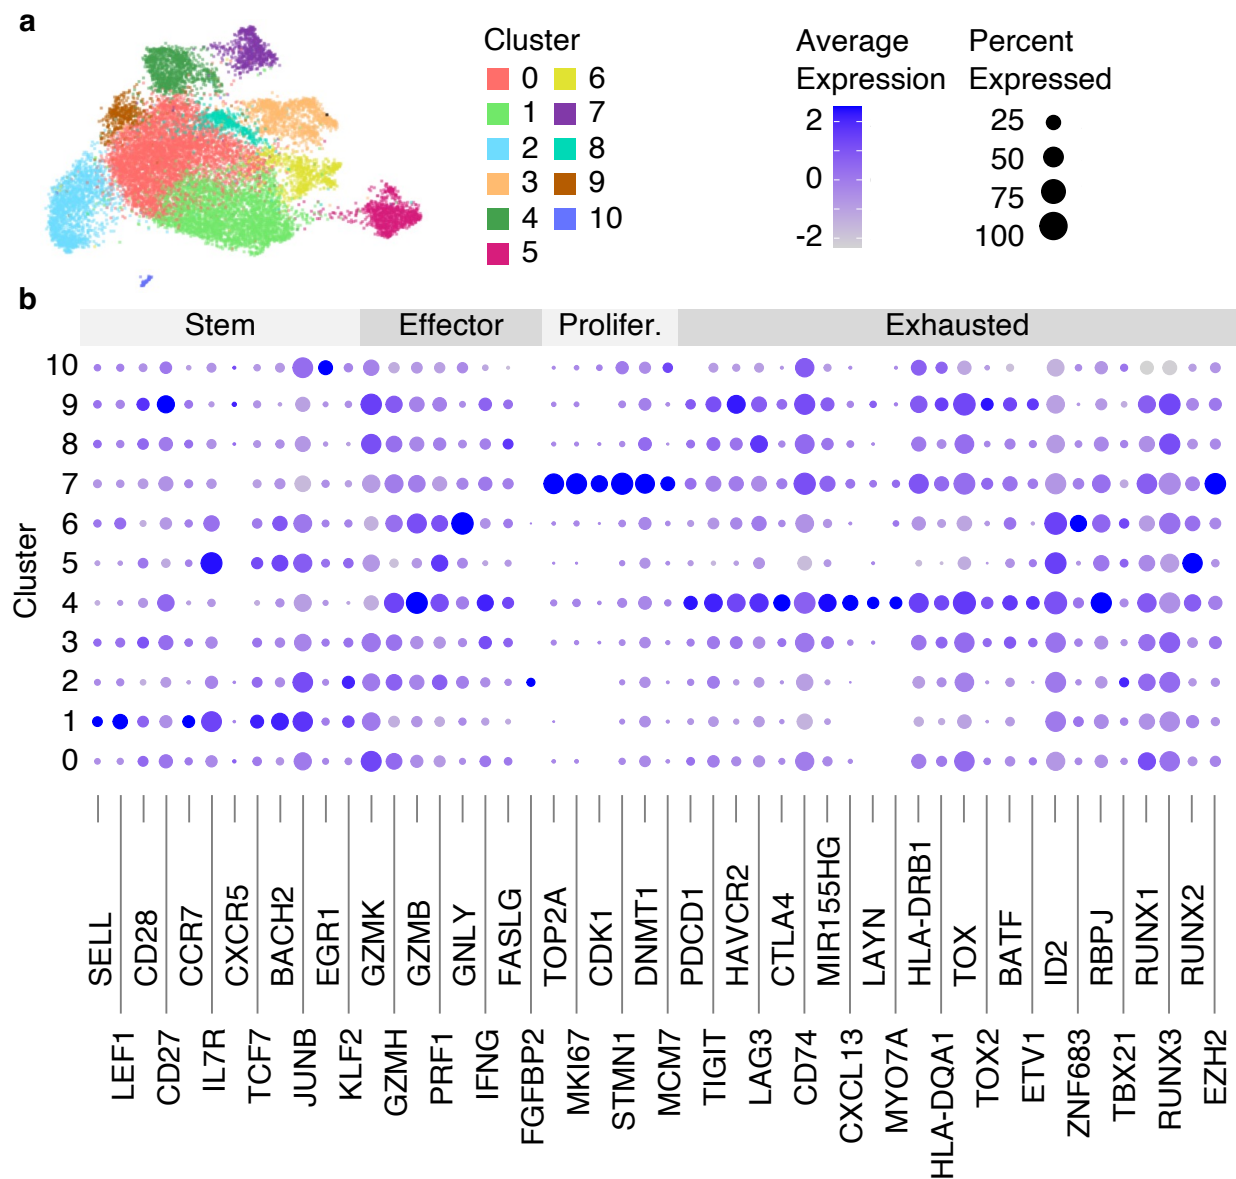 a
Cluster
0 6
1 7
2 8
3 9
4 10
5
Average
Expression
2
0
-2
Percent
Expressed
25
50
75
100
b
Stem Effector Prolifer. Exhausted
Cluster
10
9
8
7
6
5
4
3
2
1
0
SELL
LEF1
CD28
CD27
CCR7
IL7R
CXCR5
TCF7
BACH2
JUNB
EGR1
KLF2
GZMK
GZMH
GZMB
PRF1
GNLY
IFNG
FASLG
FGFBP2
TOP2A
MKI67
CDK1
STMN1
DNMT1
MCM7
PDCD1
TIGIT
HAVCR2
LAG3
CTLA4
CD74
MIR155HG
CXCL13
LAYN
MYO7A
HLA-DRB1
HLA-DQA1
TOX
TOX2
BATF
ETV1
ID2
ZNF683
RBPJ
TBX21
RUNX1
RUNX3
RUNX2
EZH2